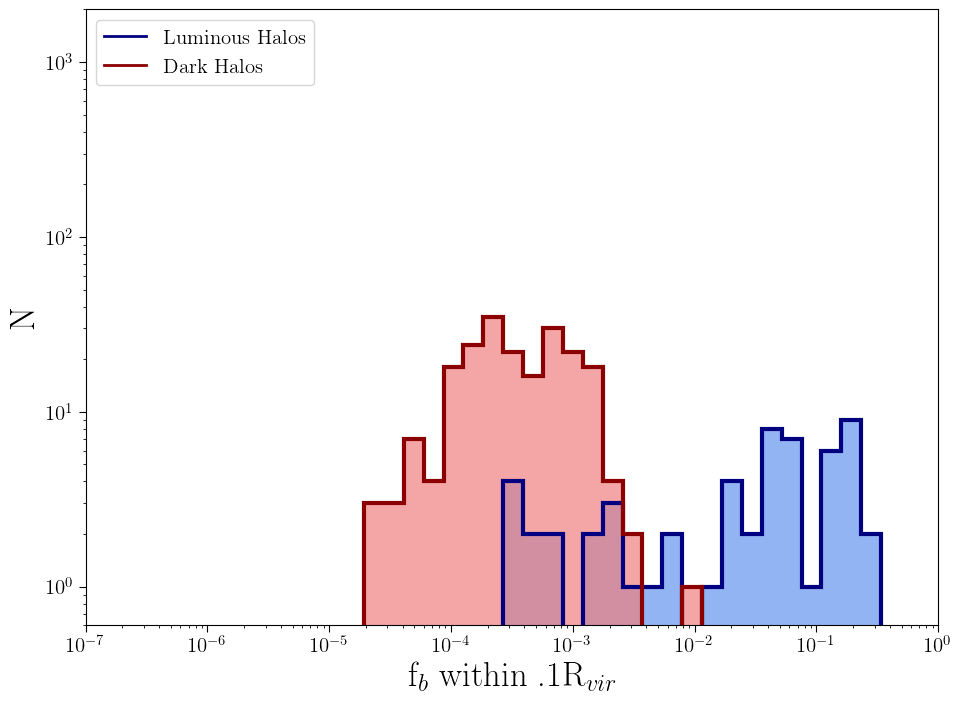 Luminous Halos
Dark Halos
10³
10²
10¹
10⁰
N
10⁻⁷ 10⁻⁶ 10⁻⁵ 10⁻⁴ 10⁻³ 10⁻² 10⁻¹ 10⁰
f_b within .1R_vir